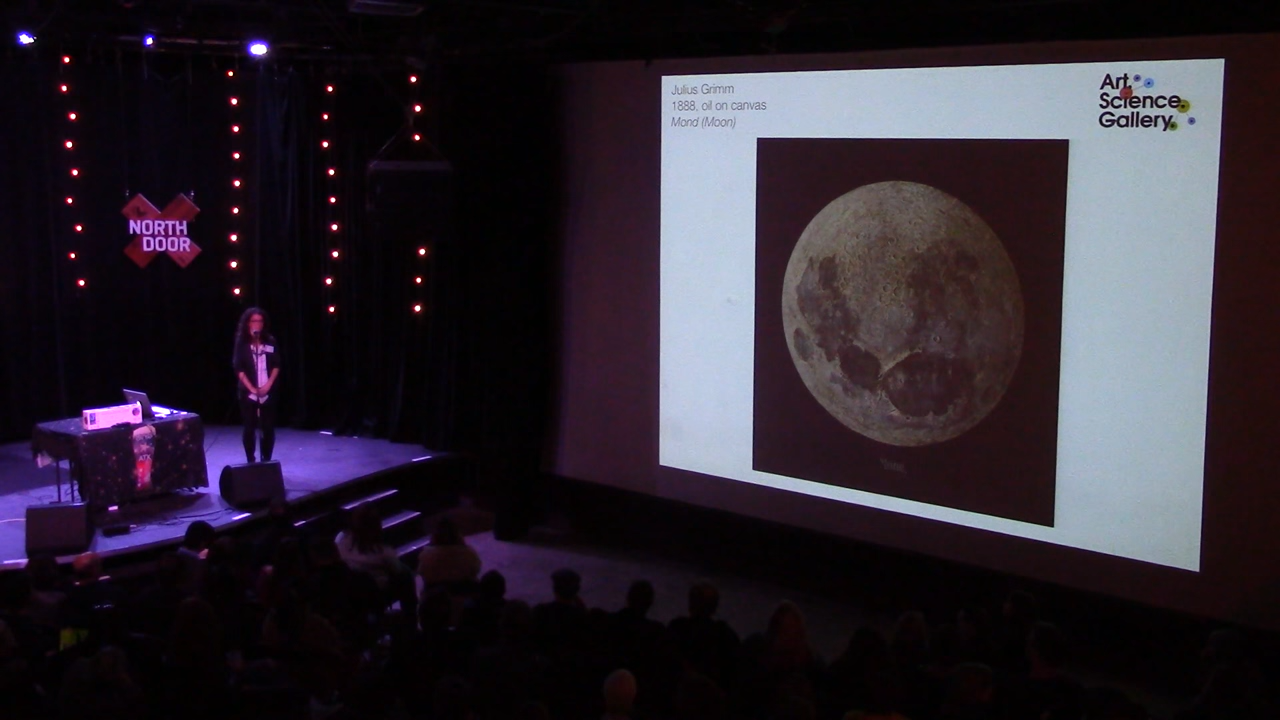 NORTH
DOOR
Julius Grimm
1888, oil on canvas
Mond (Moon)
Art
Science
Gallery